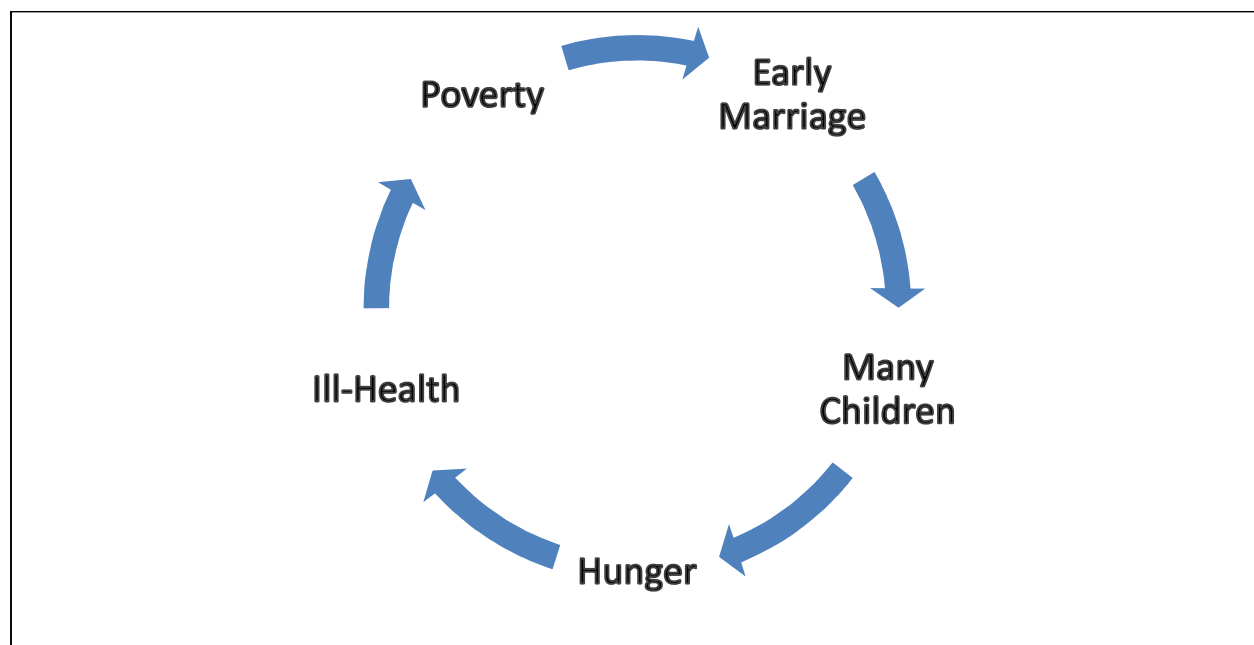 Poverty
Early
Marriage
Many
Children
Hunger
Ill-Health